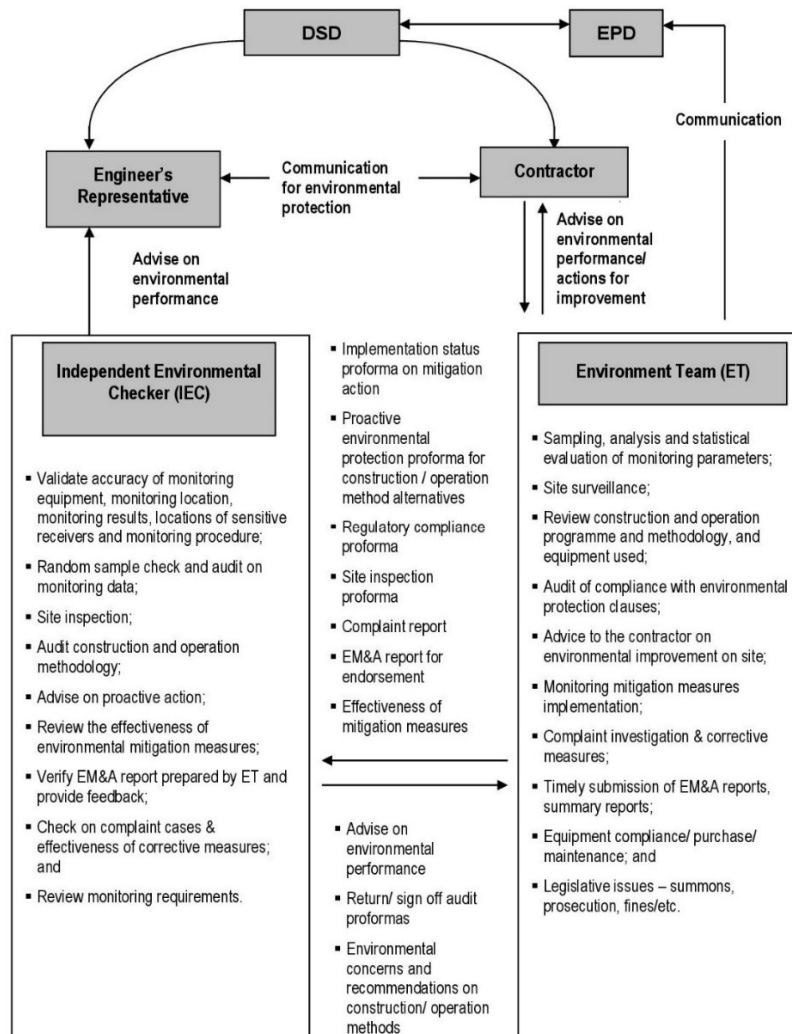 DSD
EPD
Communication
Engineer's
Representative
Communication
for environmental
protection
Contractor
Advise on
environmental
performance
Advise on
environmental
performance/
actions for
improvement
Independent Environmental
Checker (IEC)
▪ Validate accuracy of monitoring
equipment, monitoring location,
monitoring results, locations of sensitive
receivers and monitoring procedure;
▪ Random sample check and audit on
monitoring data;
▪ Site inspection;
▪ Audit construction and operation
methodology;
▪ Advise on proactive action;
▪ Review the effectiveness of
environmental mitigation measures;
▪ Verify EM&A report prepared by ET and
provide feedback;
▪ Check on complaint cases &
effectiveness of corrective measures;
and
▪ Review monitoring requirements.
▪ Implementation status
proforma on mitigation
action
▪ Proactive
environmental
protection proforma for
construction / operation
method alternatives
▪ Regulatory compliance
proforma
▪ Site inspection
proforma
▪ Complaint report
▪ EM&A report for
endorsement
▪ Effectiveness of
mitigation measures
▪ Advise on
environmental
performance
▪ Return/ sign off audit
proformas
▪ Environmental
concerns and
recommendations on
construction/ operation
methods
Environment Team (ET)
▪ Sampling, analysis and statistical
evaluation of monitoring parameters;
▪ Site surveillance;
▪ Review construction and operation
programme and methodology, and
equipment used;
▪ Audit of compliance with environmental
protection clauses;
▪ Advice to the contractor on
environmental improvement on site;
▪ Monitoring mitigation measures
implementation;
▪ Complaint investigation & corrective
measures;
▪ Timely submission of EM&A reports,
summary reports;
▪ Equipment compliance/ purchase/
maintenance; and
▪ Legislative issues – summons,
prosecution, fines/etc.